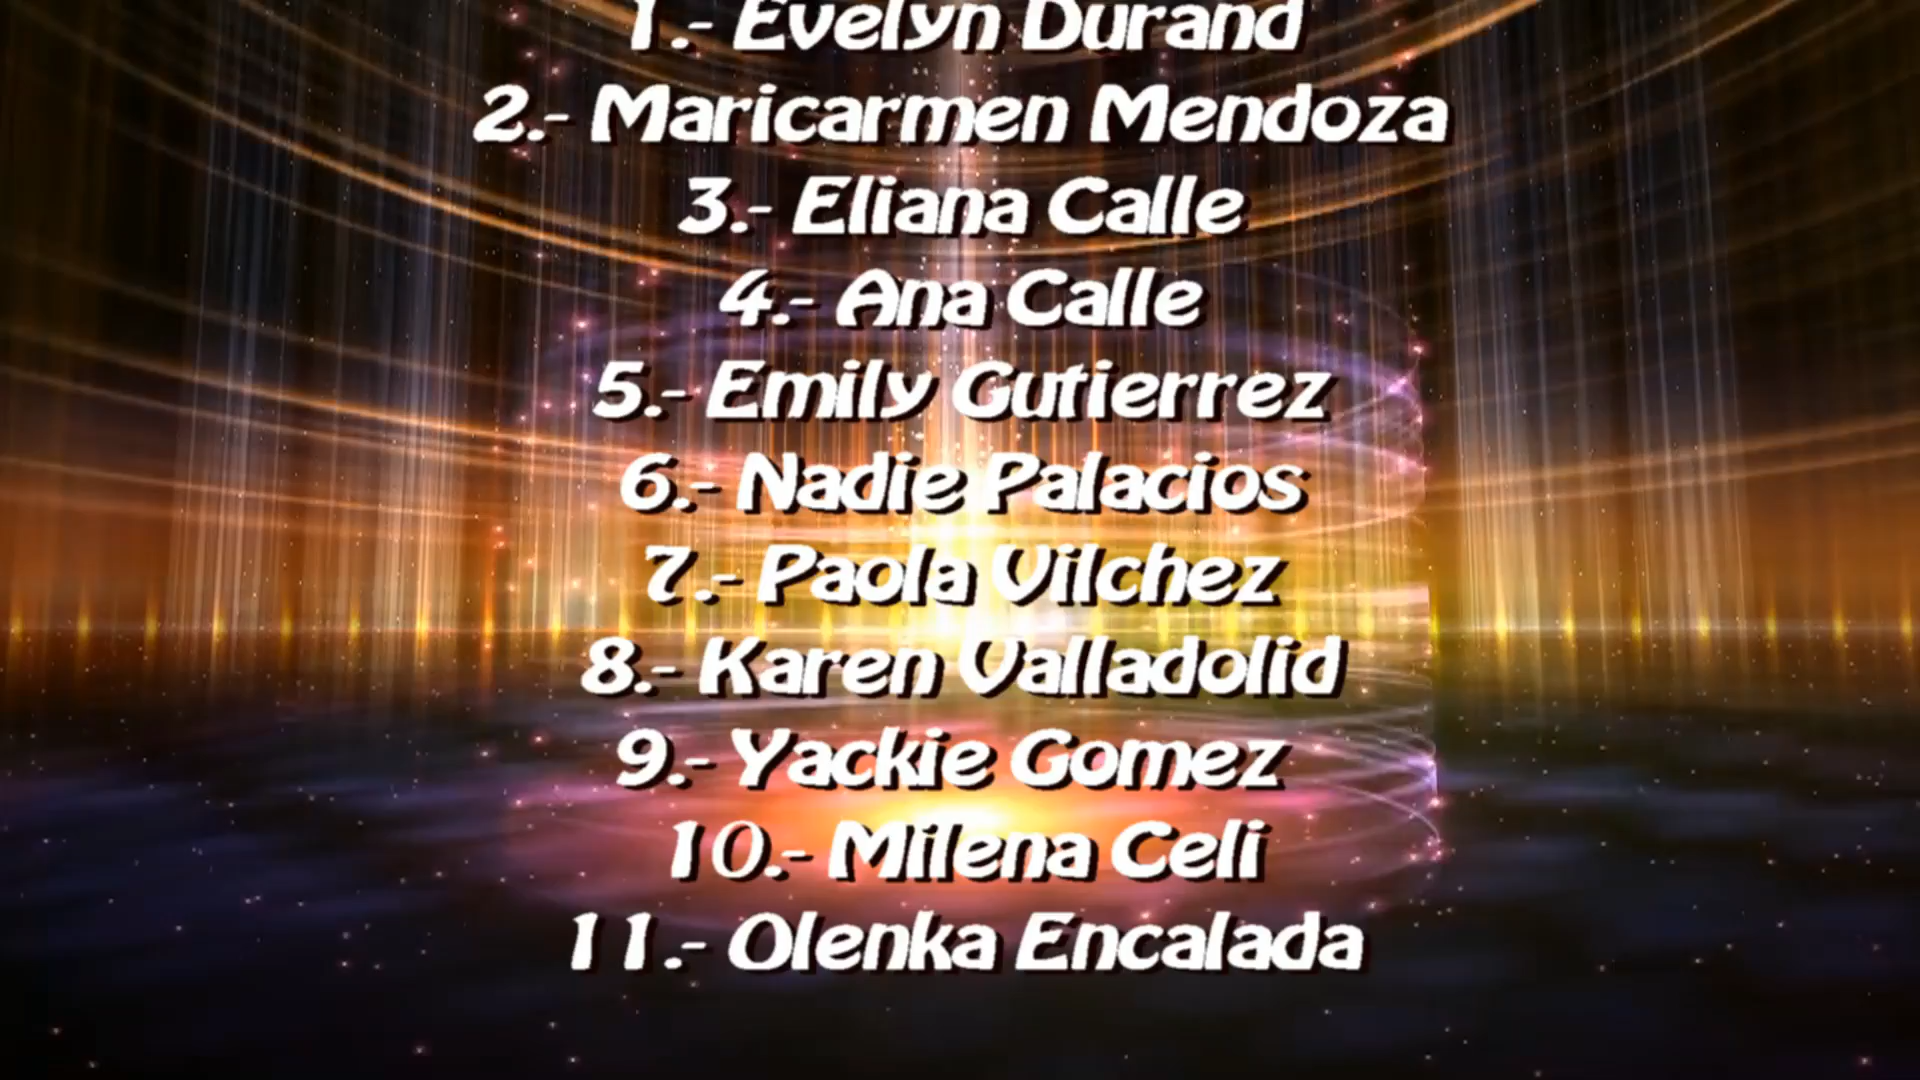 1.- Evelyn Durand
2.- Maricarmen Mendoza
3.- Eliana Calle
4.- Ana Calle
5.- Emily Gutierrez
6.- Nadie Palacios
7.- Paola Vilchez
8.- Karen Valladolid
9.- Yackie Gomez
10.- Milena Celi
11.- Olenka Encalada